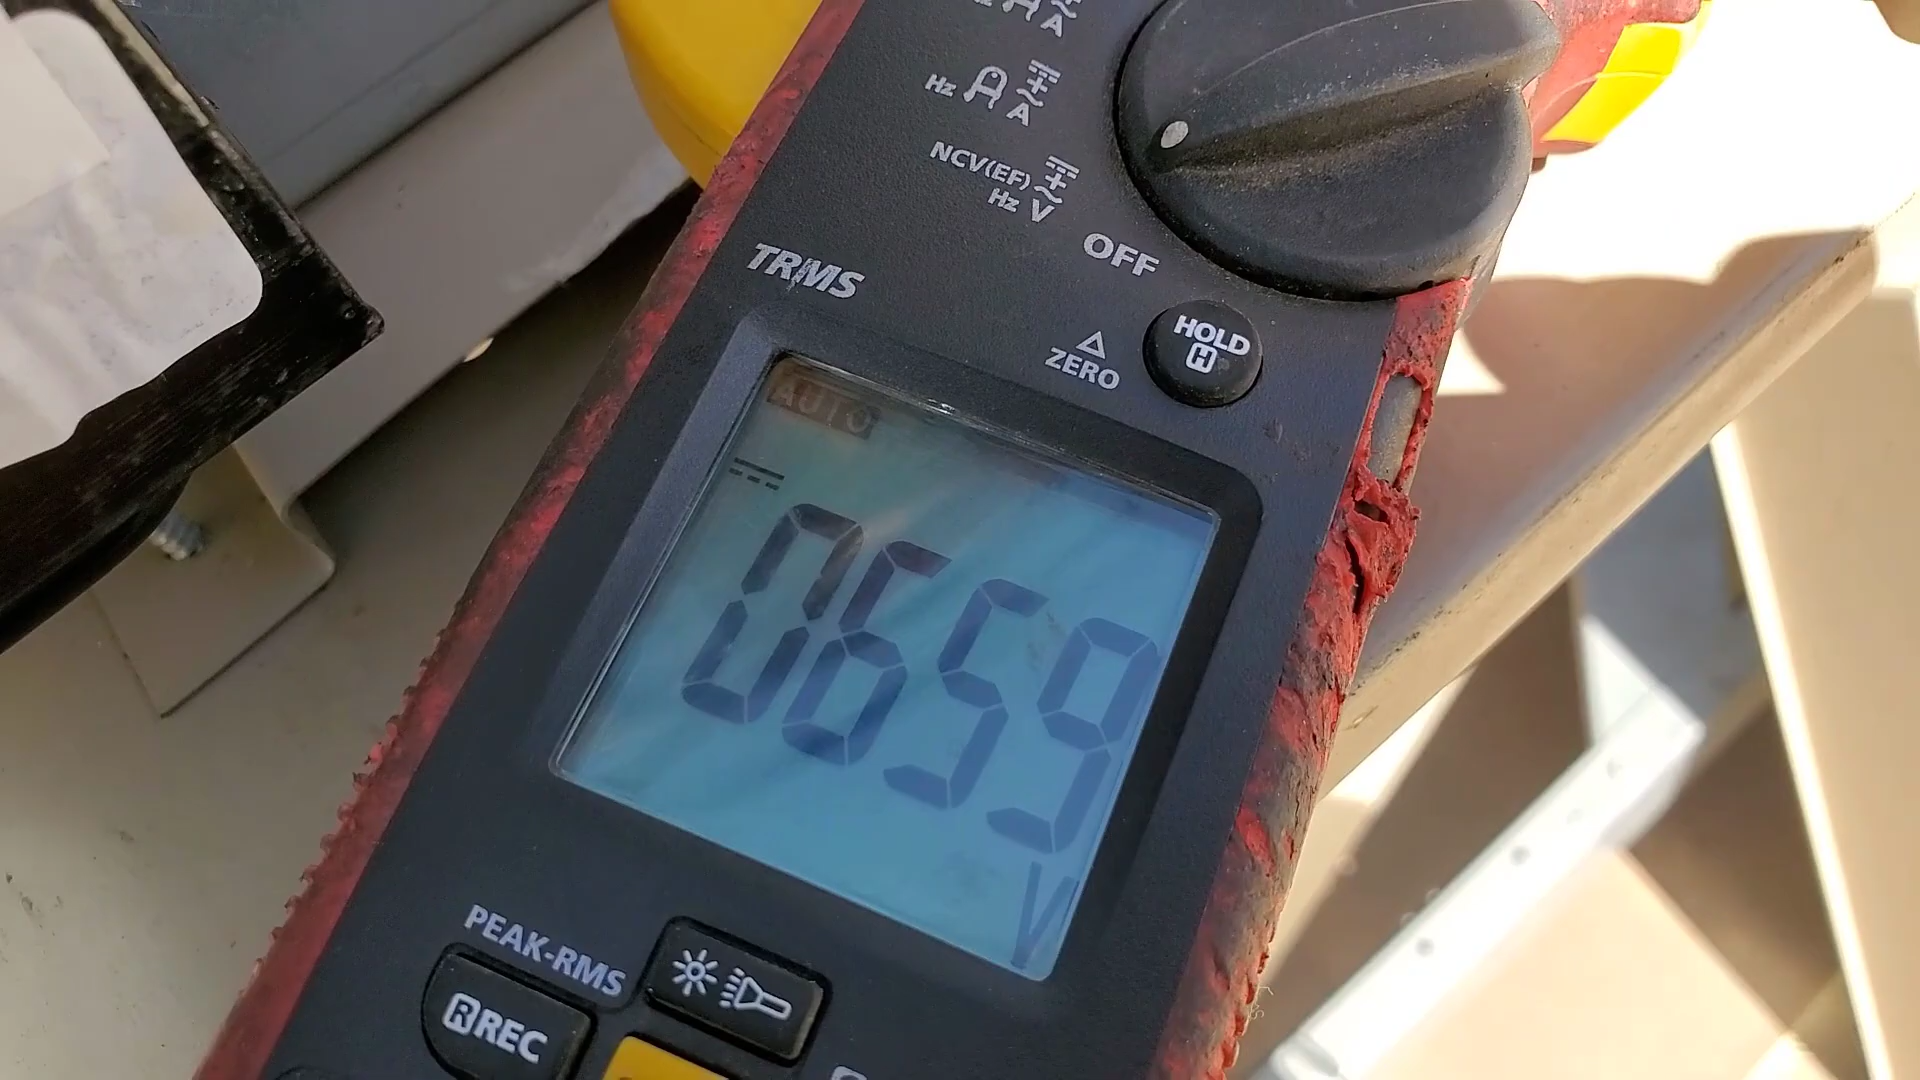 A
Hz A A
NCV(EF)
Hz V
OFF
TRMS
HOLD
H
ZERO
AUTO
0659
V
PEAK-RMS
R REC